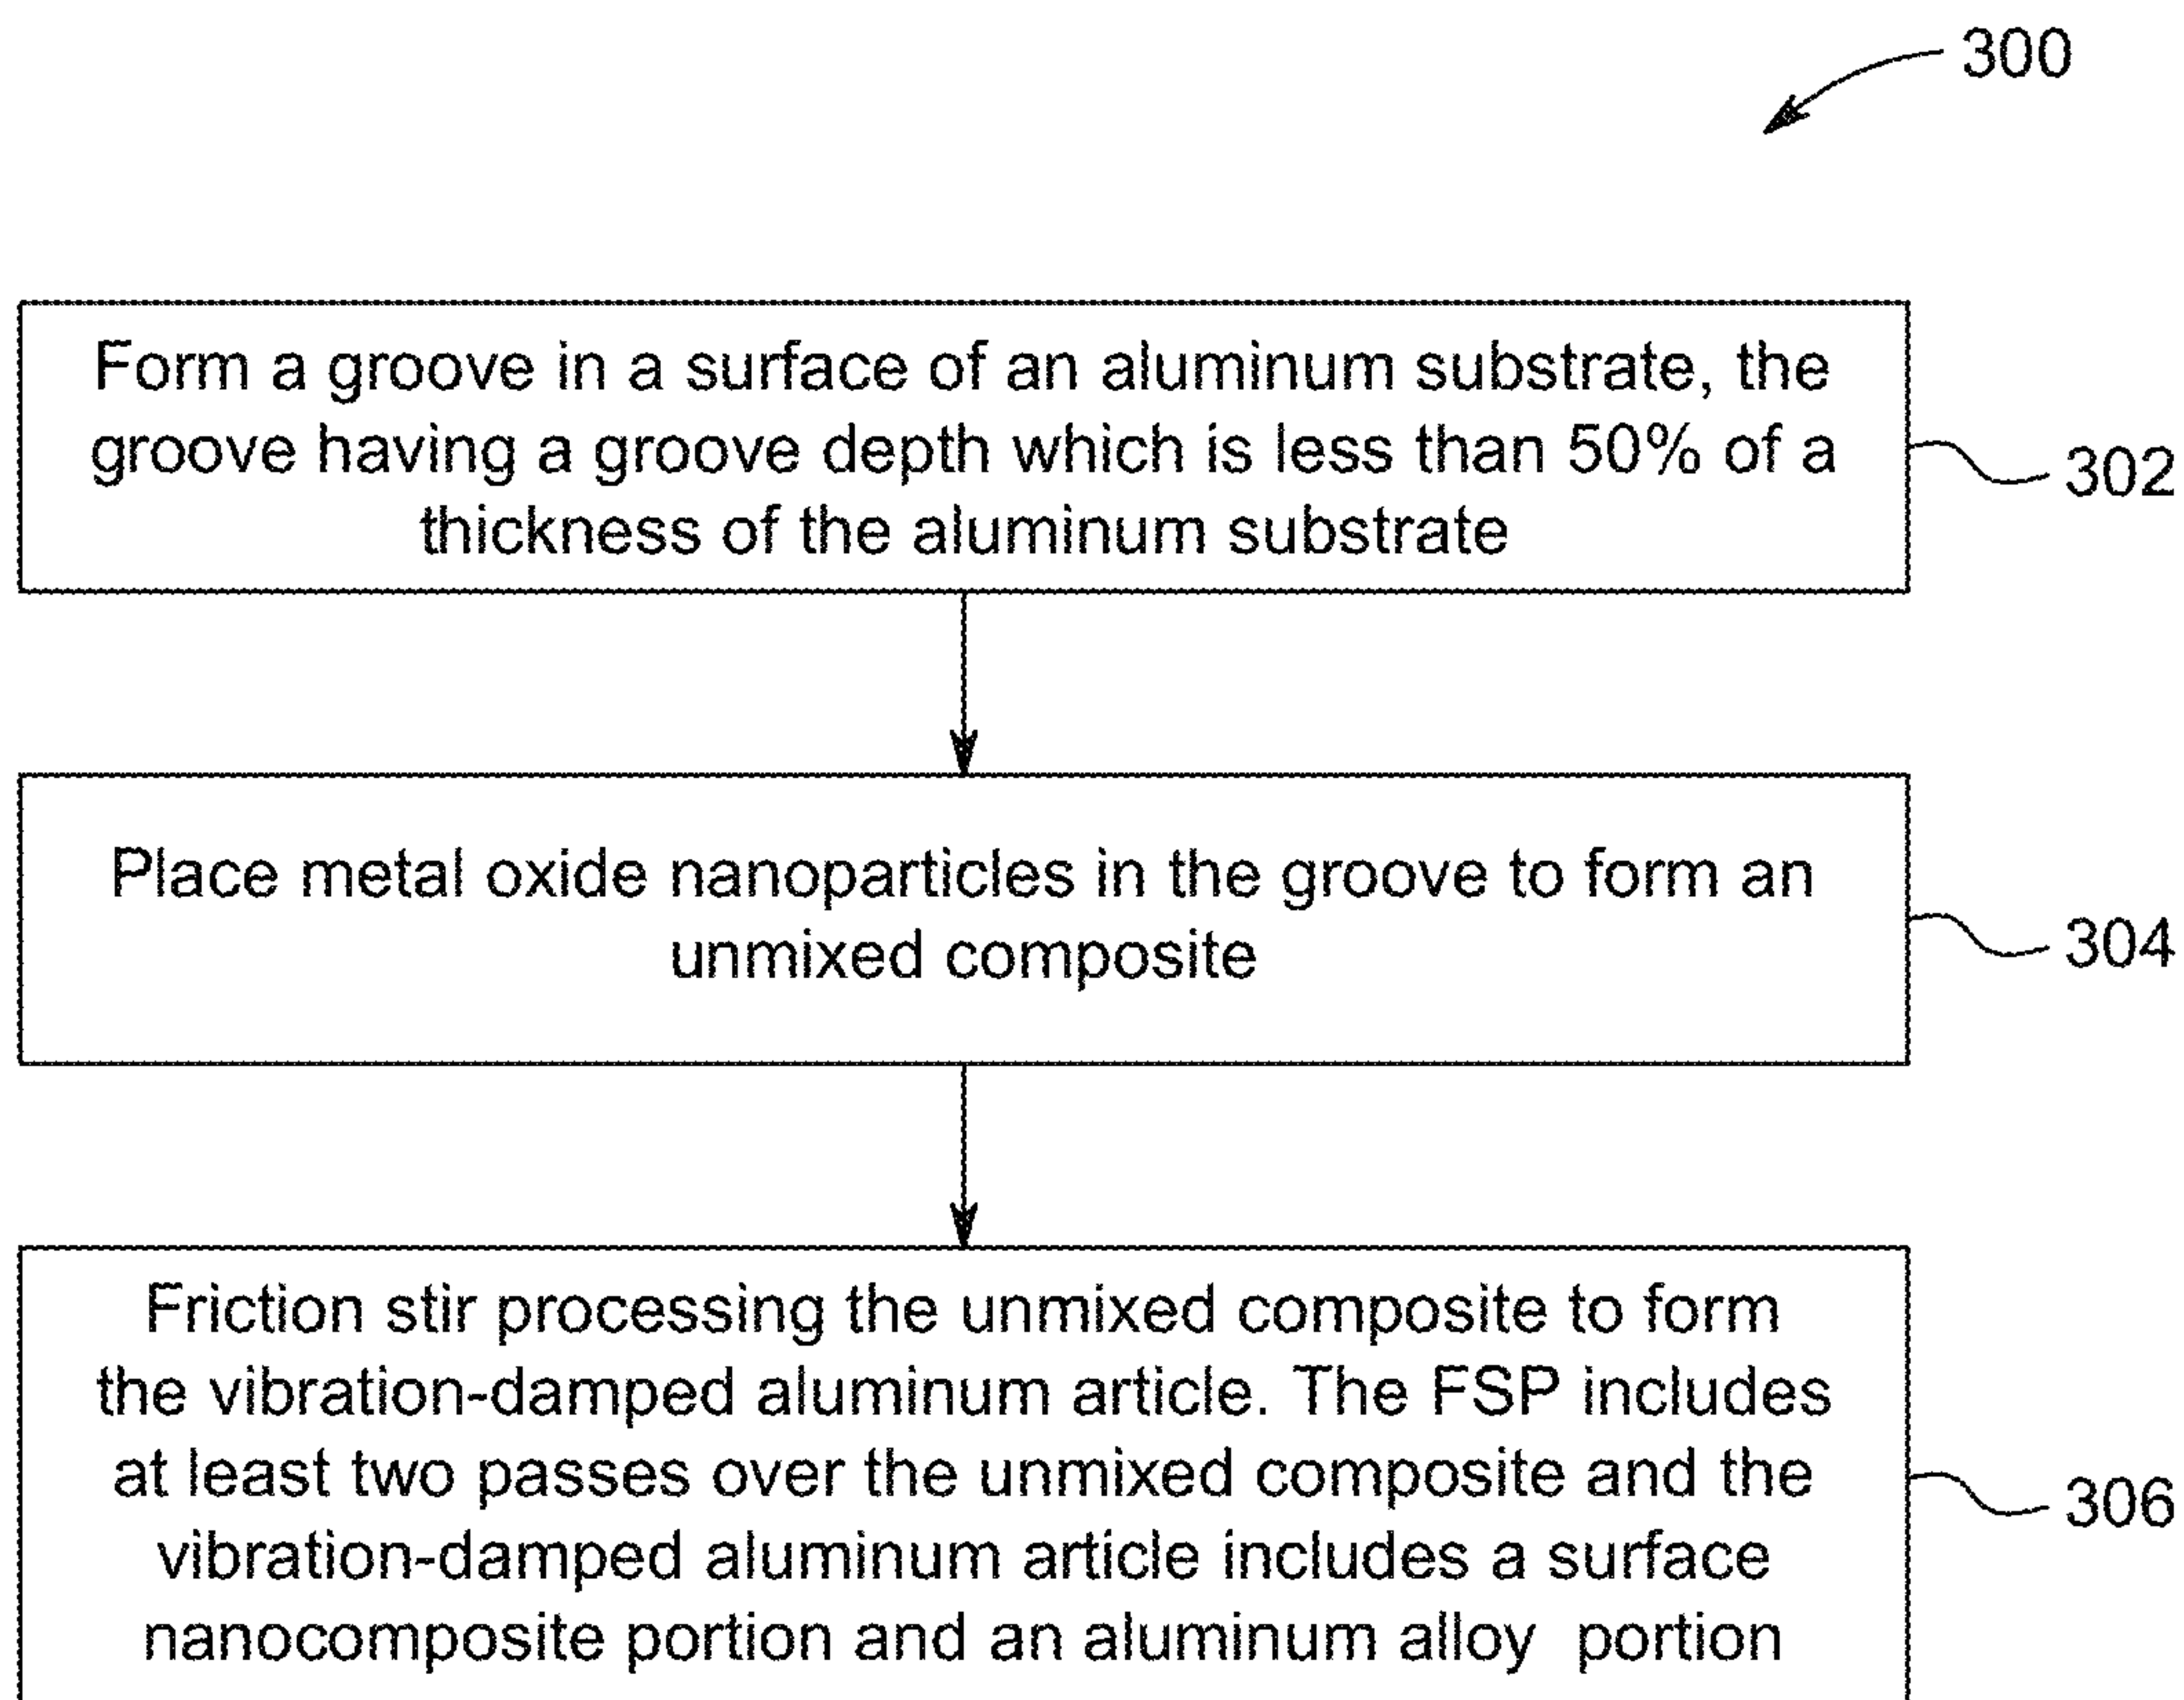 300
Form a groove in a surface of an aluminum substrate, the
groove having a groove depth which is less than 50% of a
thickness of the aluminum substrate
302
Place metal oxide nanoparticles in the groove to form an
unmixed composite
304
Friction stir processing the unmixed composite to form
the vibration-damped aluminum article. The FSP includes
at least two passes over the unmixed composite and the
vibration-damped aluminum article includes a surface
nanocomposite portion and an aluminum alloy portion
306